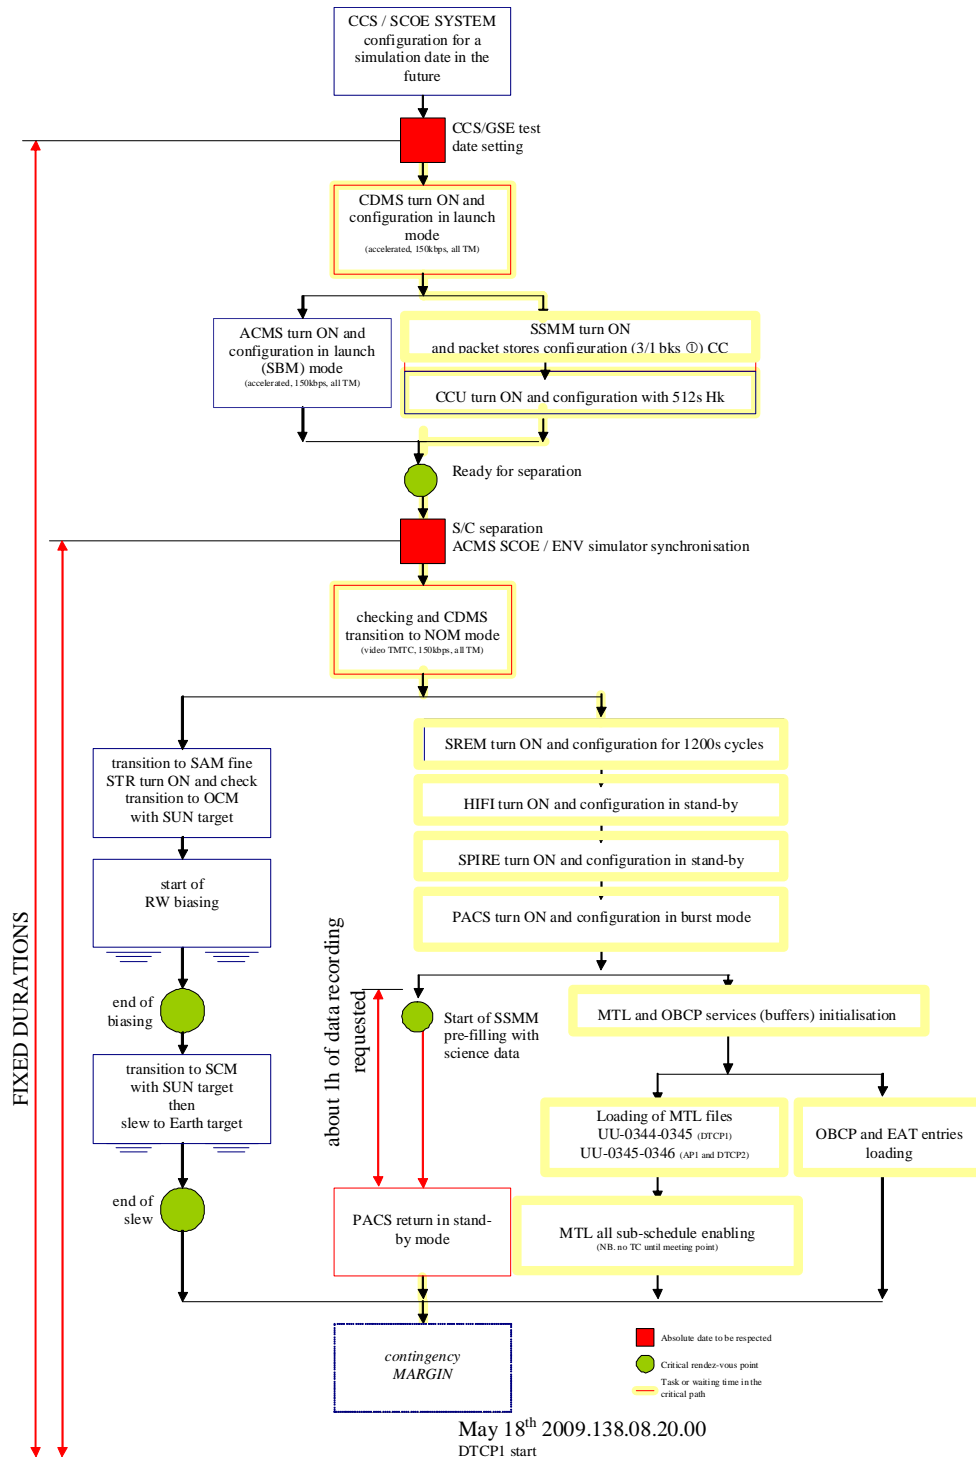 CCS / SCOE SYSTEM
configuration for a
simulation date in the
future
CCS/GSE test
date setting
CDMS turn ON and
configuration in launch
mode
(accelerated, 150kbps, all TM)
ACMS turn ON and
configuration in launch
(SBM) mode
(accelerated, 150kbps, all TM)
SSMM turn ON
and packet stores configuration (3/1 bks ①) CC
CCU turn ON and configuration with 512s Hk
Ready for separation
S/C separation
ACMS SCOE / ENV simulator synchronisation
checking and CDMS
transition to NOM mode
(video TMTC, 150kbps, all TM)
transition to SAM fine
STR turn ON and check
transition to OCM
with SUN target
start of
RW biasing
end of
biasing
transition to SCM
with SUN target
then
slew to Earth target
end of
slew
SREM turn ON and configuration for 1200s cycles
HIFI turn ON and configuration in stand-by
SPIRE turn ON and configuration in stand-by
PACS turn ON and configuration in burst mode
about 1h of data recording
requested
Start of SSMM
pre-filling with
science data
MTL and OBCP services (buffers) initialisation
Loading of MTL files
UU-0344-0345 (DTCP1)
UU-0345-0346 (AP1 and DTCP2)
OBCP and EAT entries
loading
PACS return in stand-
by mode
MTL all sub-schedule enabling
(NB. no TC until meeting point)
FIXED DURATIONS
contingency
MARGIN
Absolute date to be respected
Critical rendez-vous point
Task or waiting time in the
critical path
May 18th 2009.138.08.20.00
DTCP1 start